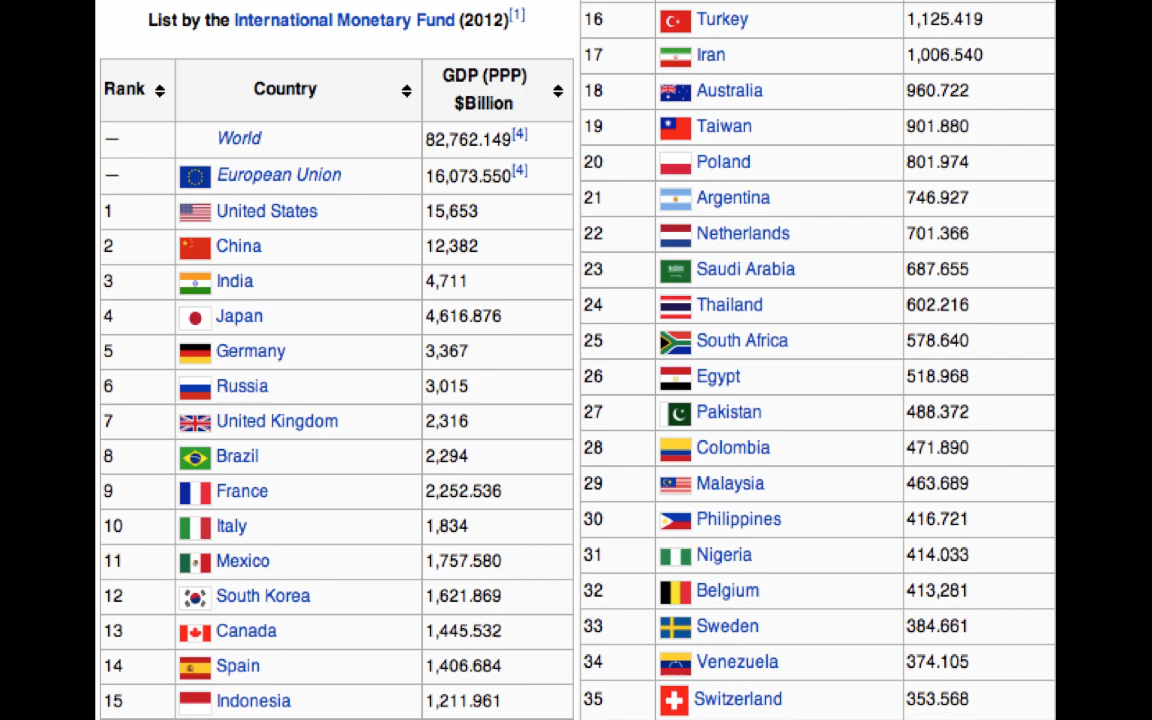 List by the International Monetary Fund (2012)[1]
Rank Country GDP (PPP) $Billion
— World 82,762.149[4]
— European Union 16,073.550[4]
1 United States 15,653
2 China 12,382
3 India 4,711
4 Japan 4,616.876
5 Germany 3,367
6 Russia 3,015
7 United Kingdom 2,316
8 Brazil 2,294
9 France 2,252.536
10 Italy 1,834
11 Mexico 1,757.580
12 South Korea 1,621.869
13 Canada 1,445.532
14 Spain 1,406.684
15 Indonesia 1,211.961
16 Turkey 1,125.419
17 Iran 1,006.540
18 Australia 960.722
19 Taiwan 901.880
20 Poland 801.974
21 Argentina 746.927
22 Netherlands 701.366
23 Saudi Arabia 687.655
24 Thailand 602.216
25 South Africa 578.640
26 Egypt 518.968
27 Pakistan 488.372
28 Colombia 471.890
29 Malaysia 463.689
30 Philippines 416.721
31 Nigeria 414.033
32 Belgium 413,281
33 Sweden 384.661
34 Venezuela 374.105
35 Switzerland 353.568